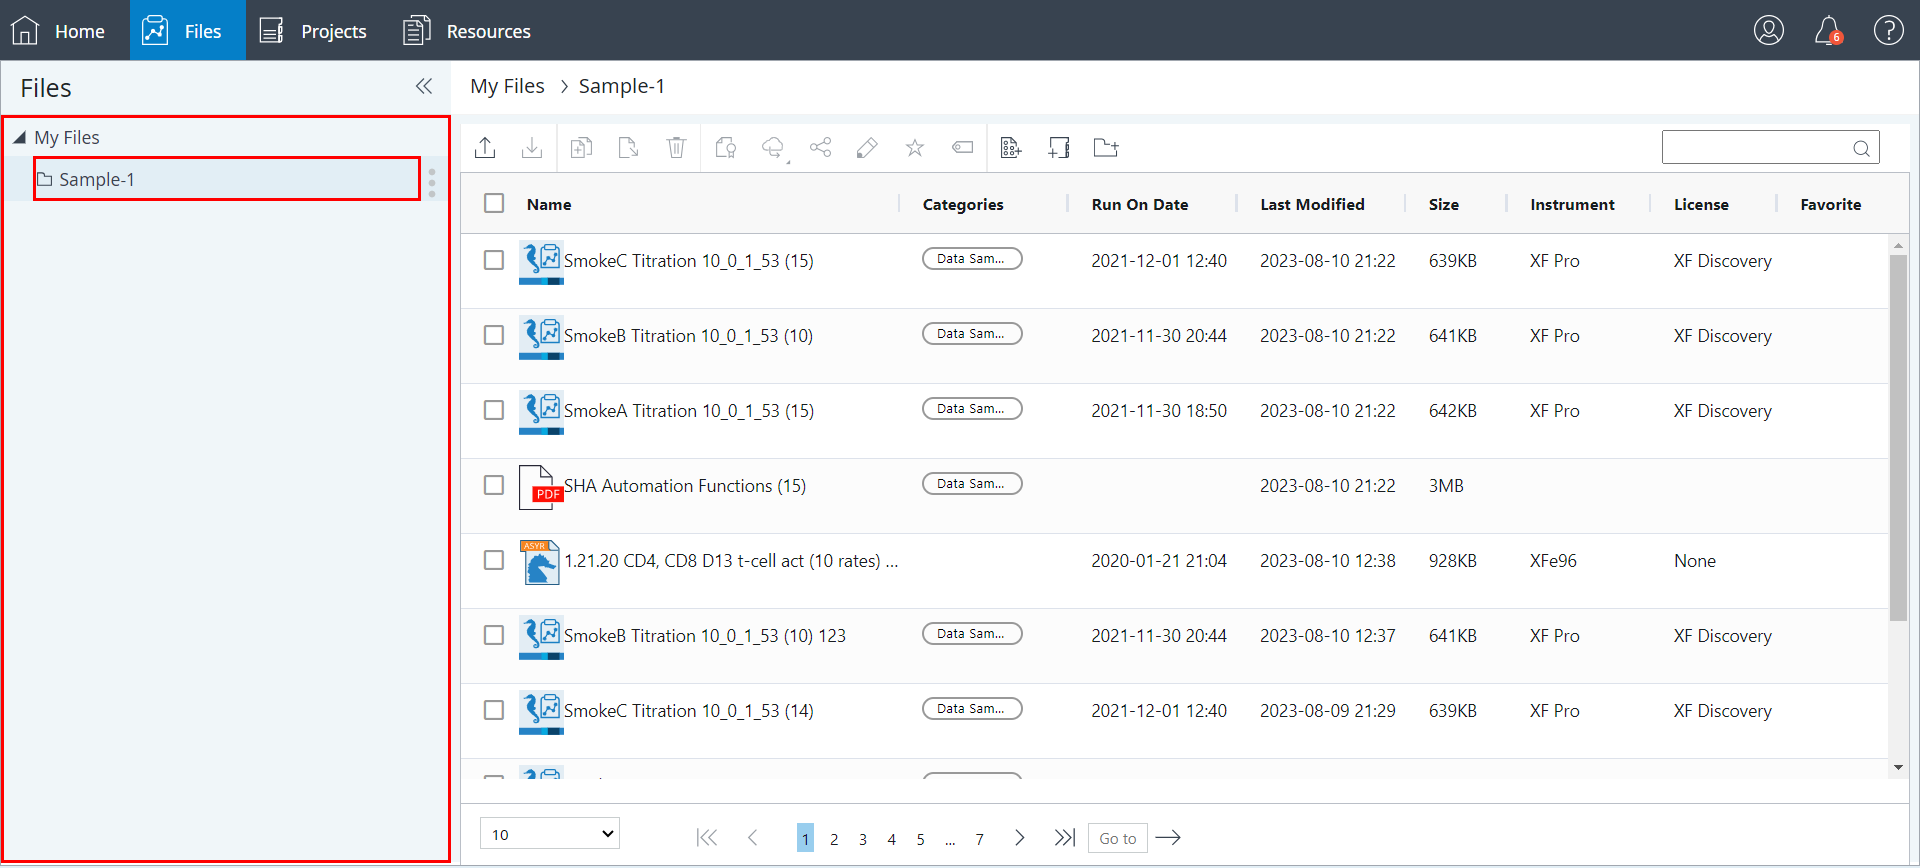 Home Files Projects Resources 6 ?
Files
My Files
Sample-1
My Files > Sample-1
Name Categories Run On Date Last Modified Size Instrument License Favorite
SmokeC Titration 10_0_1_53 (15) Data Sam... 2021-12-01 12:40 2023-08-10 21:22 639KB XF Pro XF Discovery
SmokeB Titration 10_0_1_53 (10) Data Sam... 2021-11-30 20:44 2023-08-10 21:22 641KB XF Pro XF Discovery
SmokeA Titration 10_0_1_53 (15) Data Sam... 2021-11-30 18:50 2023-08-10 21:22 642KB XF Pro XF Discovery
PDF SHA Automation Functions (15) Data Sam... 2023-08-10 21:22 3MB
ASYR 1.21.20 CD4, CD8 D13 t-cell act (10 rates) ... 2020-01-21 21:04 2023-08-10 12:38 928KB XFe96 None
SmokeB Titration 10_0_1_53 (10) 123 Data Sam... 2021-11-30 20:44 2023-08-10 12:37 641KB XF Pro XF Discovery
SmokeC Titration 10_0_1_53 (14) Data Sam... 2021-12-01 12:40 2023-08-09 21:29 639KB XF Pro XF Discovery
10 1 2 3 4 5 ... 7 Go to